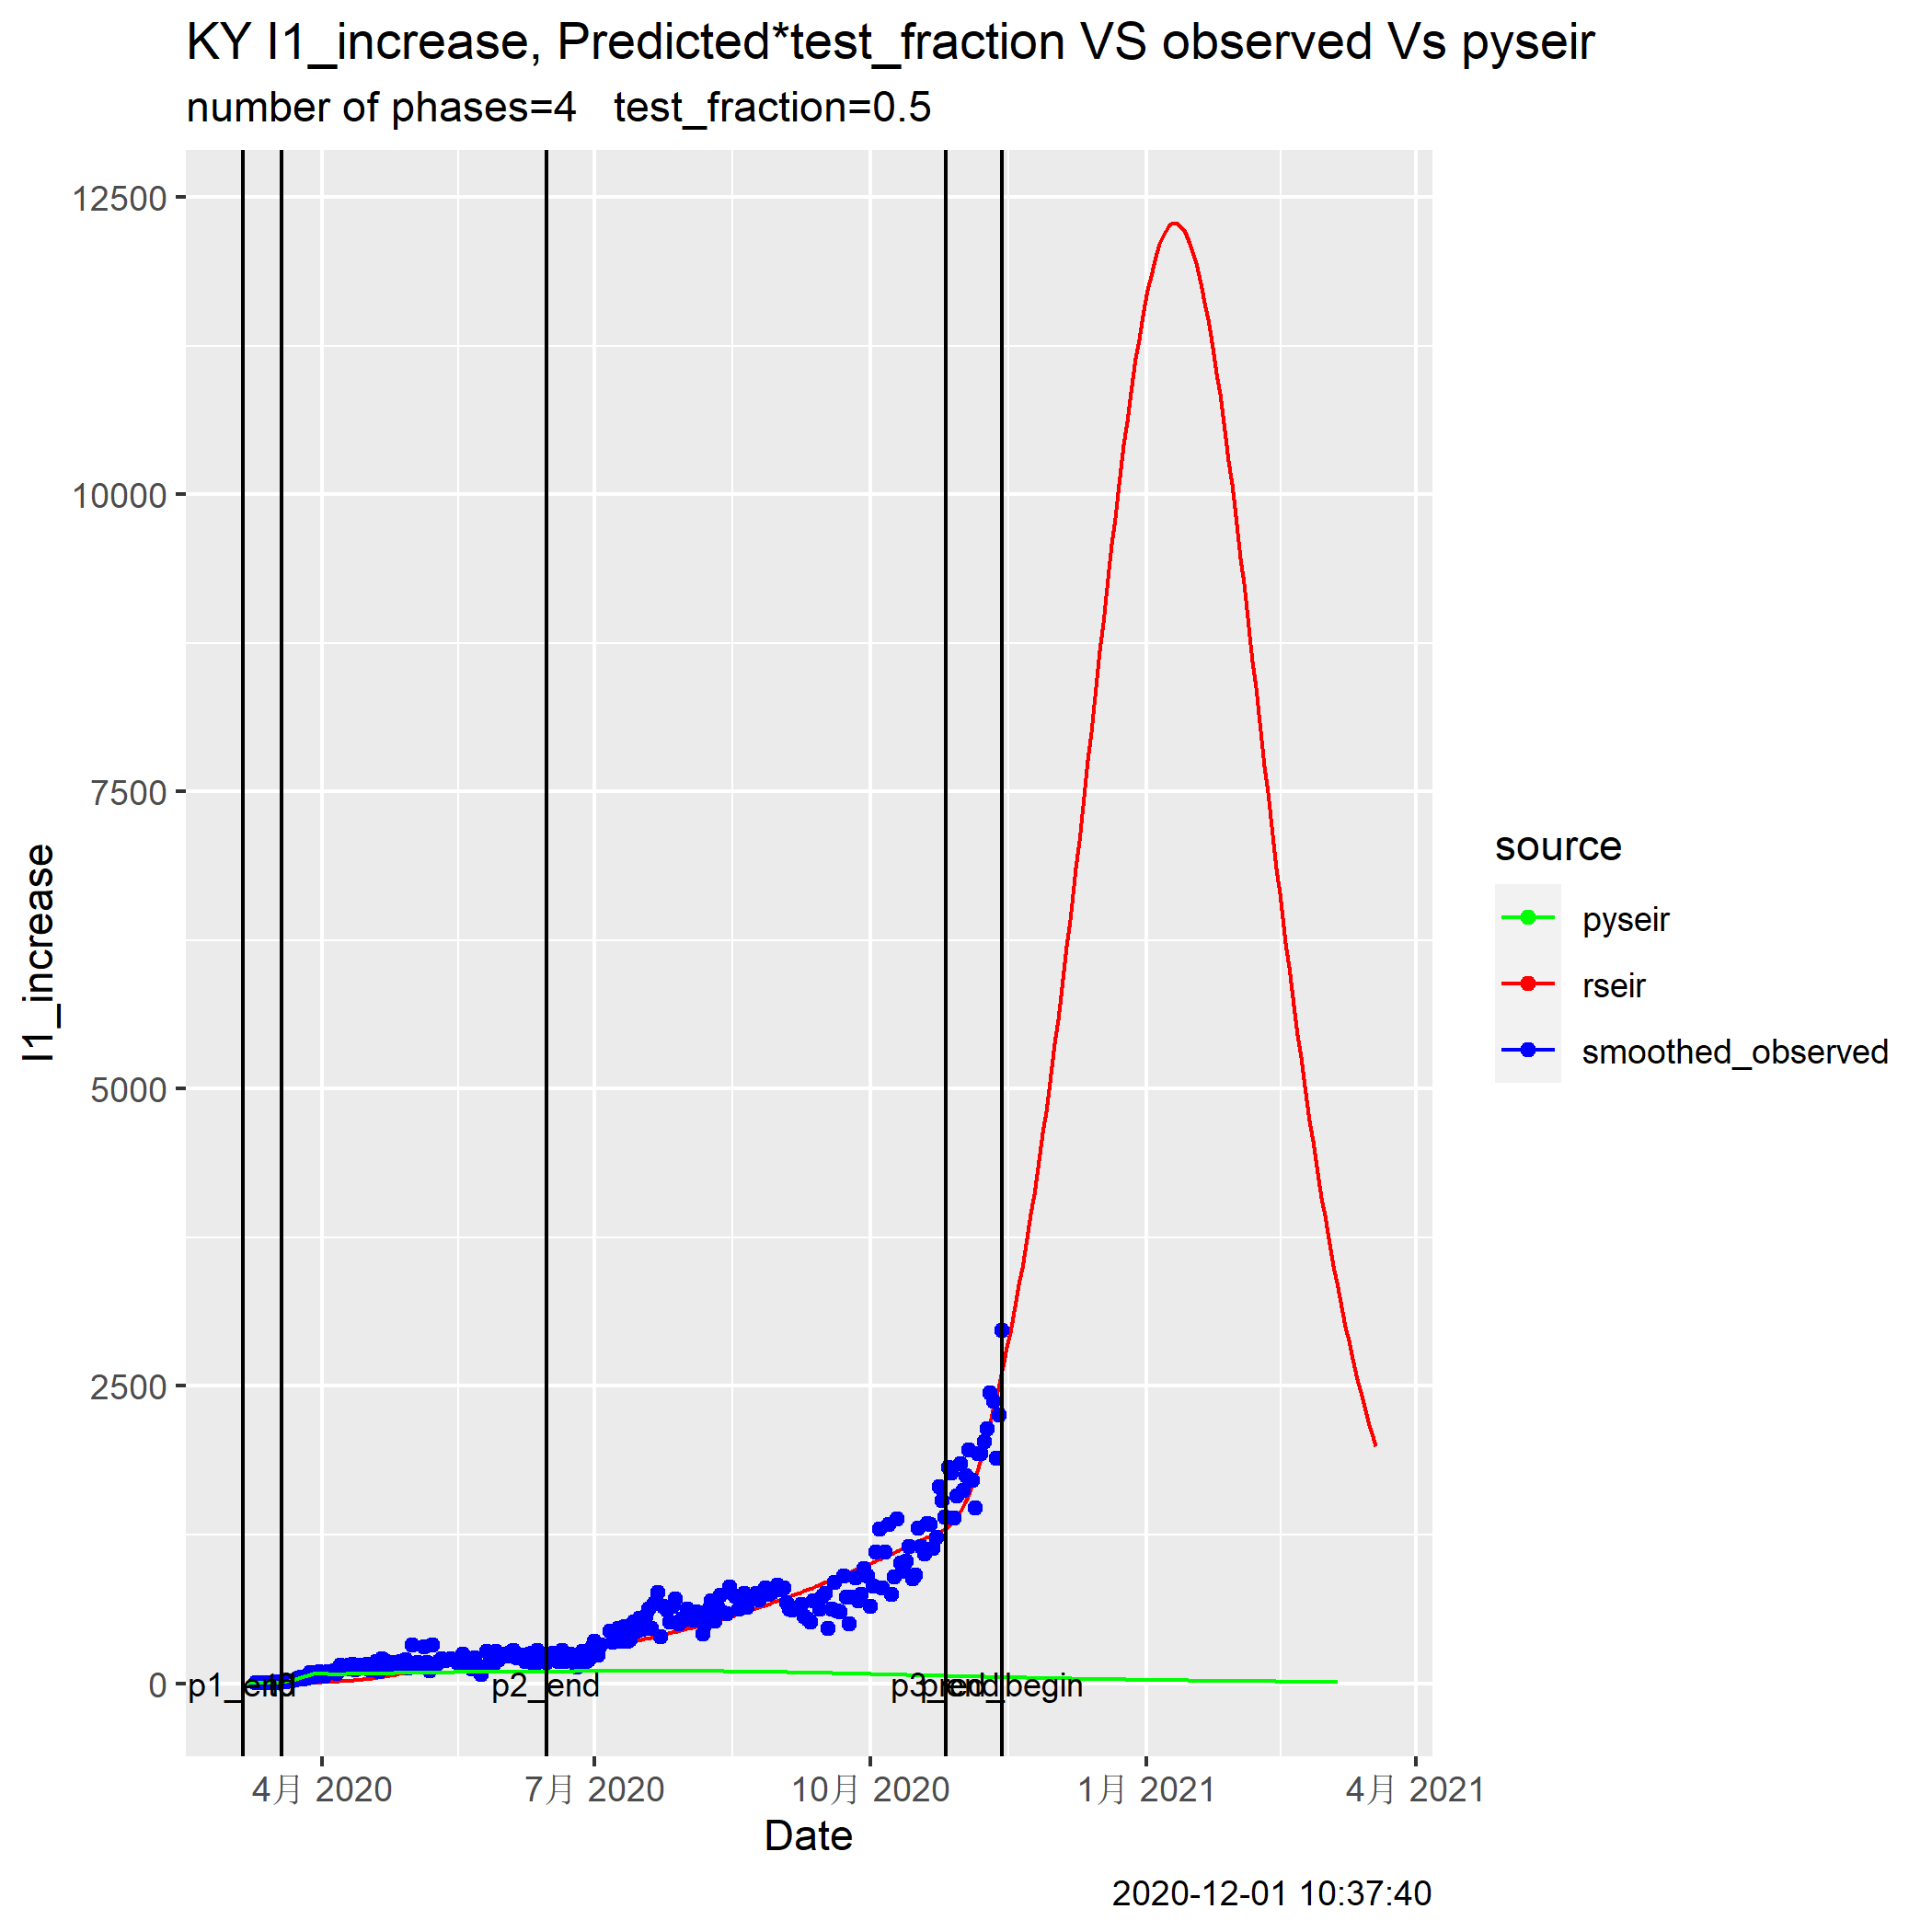 KY I1_increase, Predicted*test_fraction VS observed Vs pyseir
number of phases=4 test_fraction=0.5
12500
10000
7500
5000
2500
0
I1_increase
p1_end
p2_end
p3_end
pred_begin
4月 2020
7月 2020
10月 2020
1月 2021
4月 2021
Date
source
pyseir
rseir
smoothed_observed
2020-12-01 10:37:40